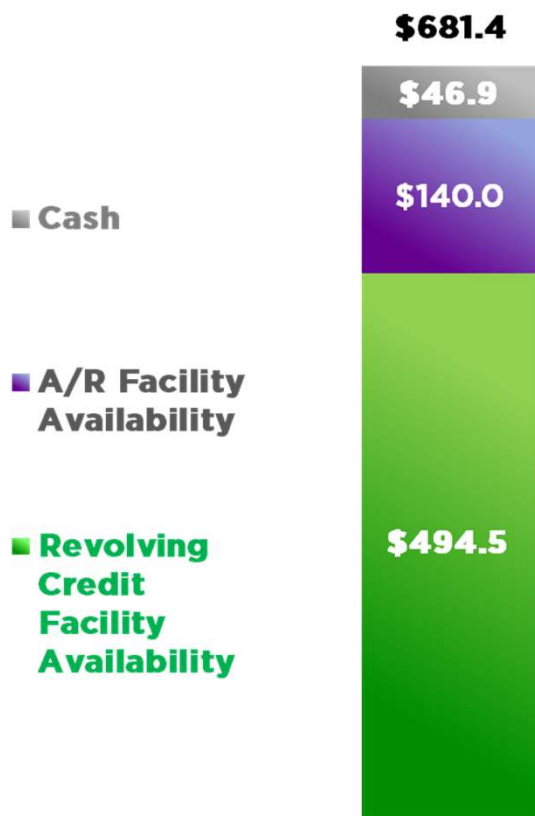 $681.4
$46.9
$140.0
Cash
A/R Facility
Availability
$494.5
Revolving
Credit
Facility
Availability